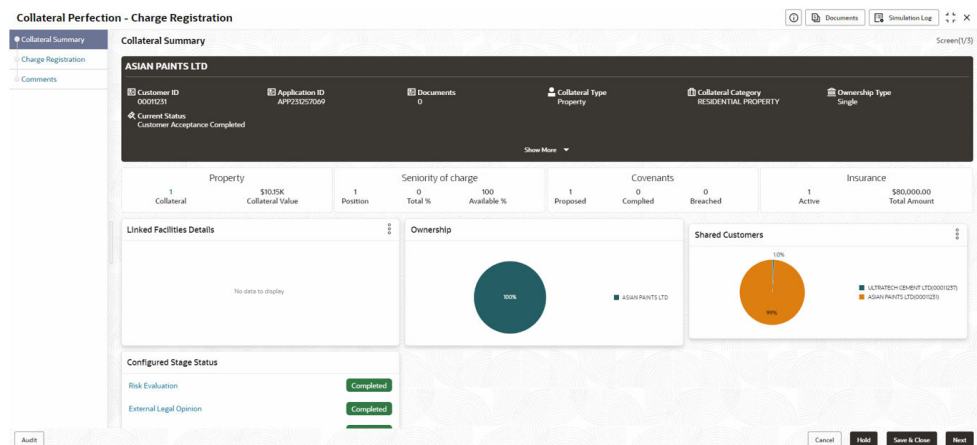 Collateral Perfection - Charge Registration
Documents
Simulation Log
Collateral Summary
Charge Registration
Comments
Collateral Summary
Screen(1/3)
ASIAN PAINTS LTD
Customer ID
00011231
Application ID
APP231257069
Documents
0
Collateral Type
Property
Collateral Category
RESIDENTIAL PROPERTY
Ownership Type
Single
Current Status
Customer Acceptance Completed
Show More
Property
1
Collateral
$10.15K
Collateral Value
Seniority of charge
1
Position
0
Total %
100
Available %
Covenants
1
Proposed
0
Complied
0
Breached
Insurance
1
Active
$80,000.00
Total Amount
Linked Facilities Details
No data to display
Ownership
100%
ASIAN PAINTS LTD
Shared Customers
1.0%
99%
ULTRATECH CEMENT LTD(00011237)
ASIAN PAINTS LTD(00011231)
Configured Stage Status
Risk Evaluation
Completed
External Legal Opinion
Completed
Audit
Cancel
Hold
Save & Close
Next